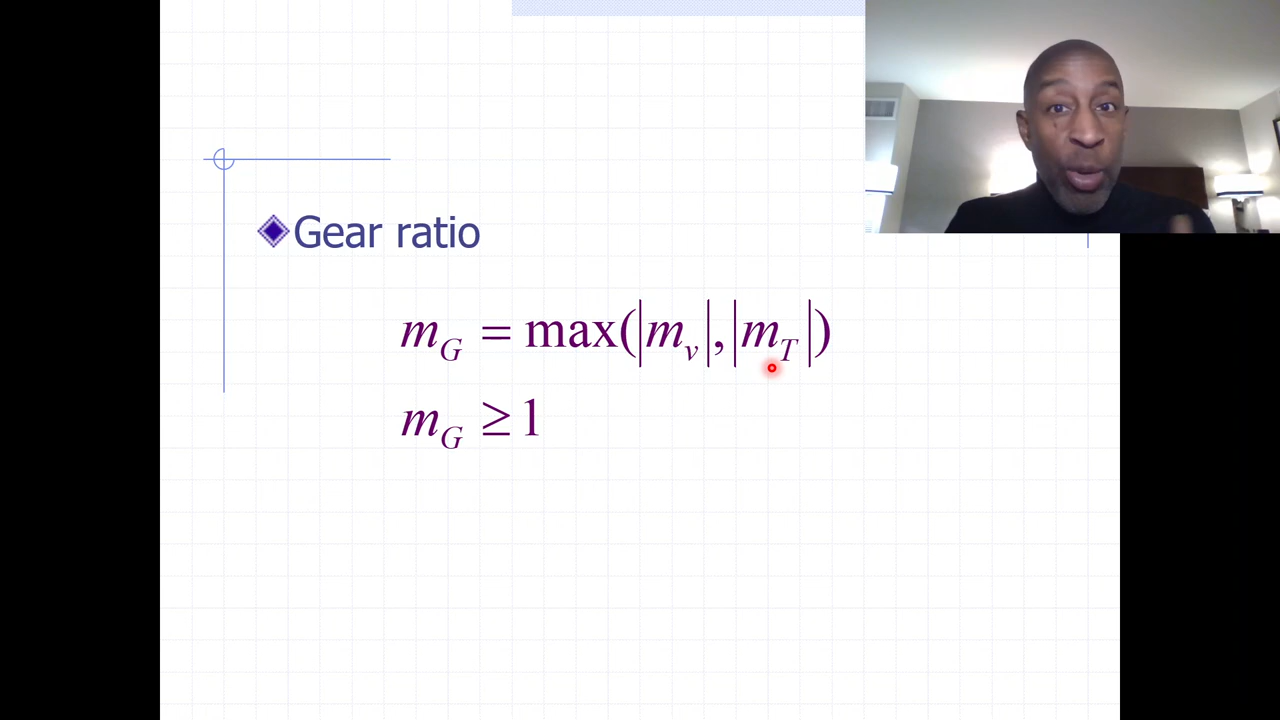 Gear ratio
m_G = max(|m_v|,|m_T|)
m_G ≥ 1